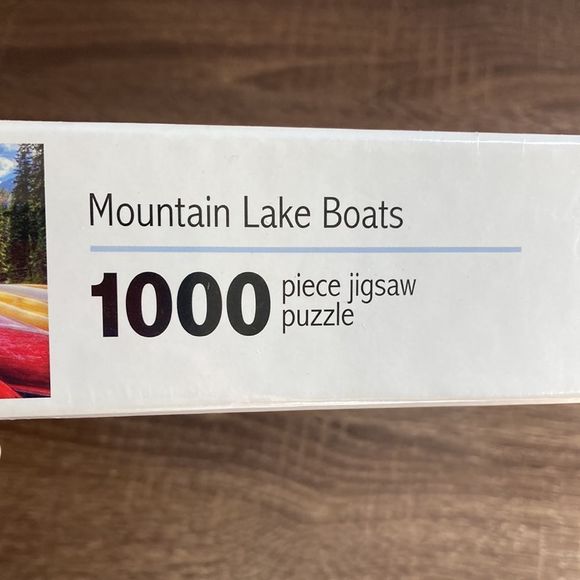 Mountain Lake Boats
1000 piece jigsaw
puzzle